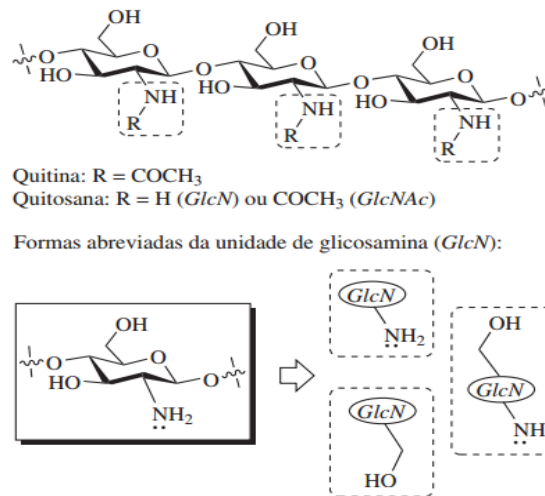 OH
OH
OH
O
O
O
O
O
O
O
HO
HO
HO
NH
NH
NH
R
R
R
Quitina: R = COCH₃
Quitosana: R = H (GlcN) ou COCH₃ (GlcNAc)
Formas abreviadas da unidade de glicosamina (GlcN):
OH
O
O
O
HO
NH₂
GlcN
NH₂
GlcN
HO
OH
GlcN
NH